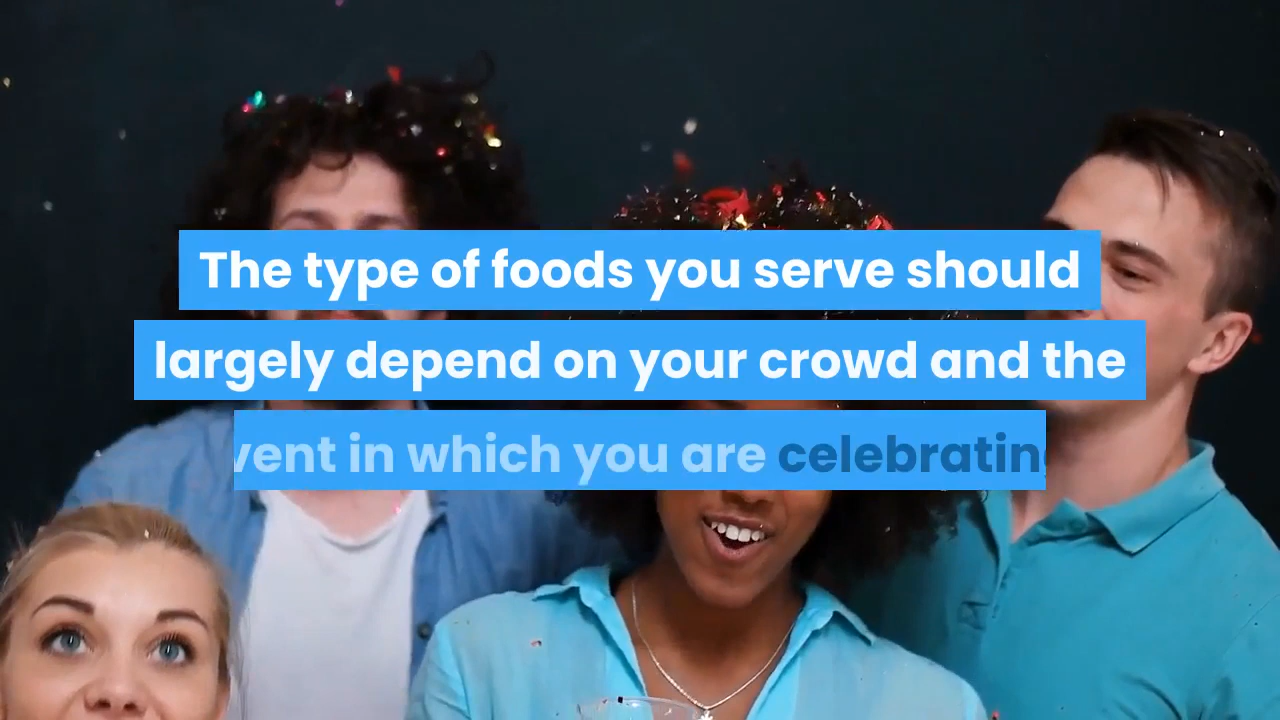 The type of foods you serve should
largely depend on your crowd and the
vent in which you are celebratin